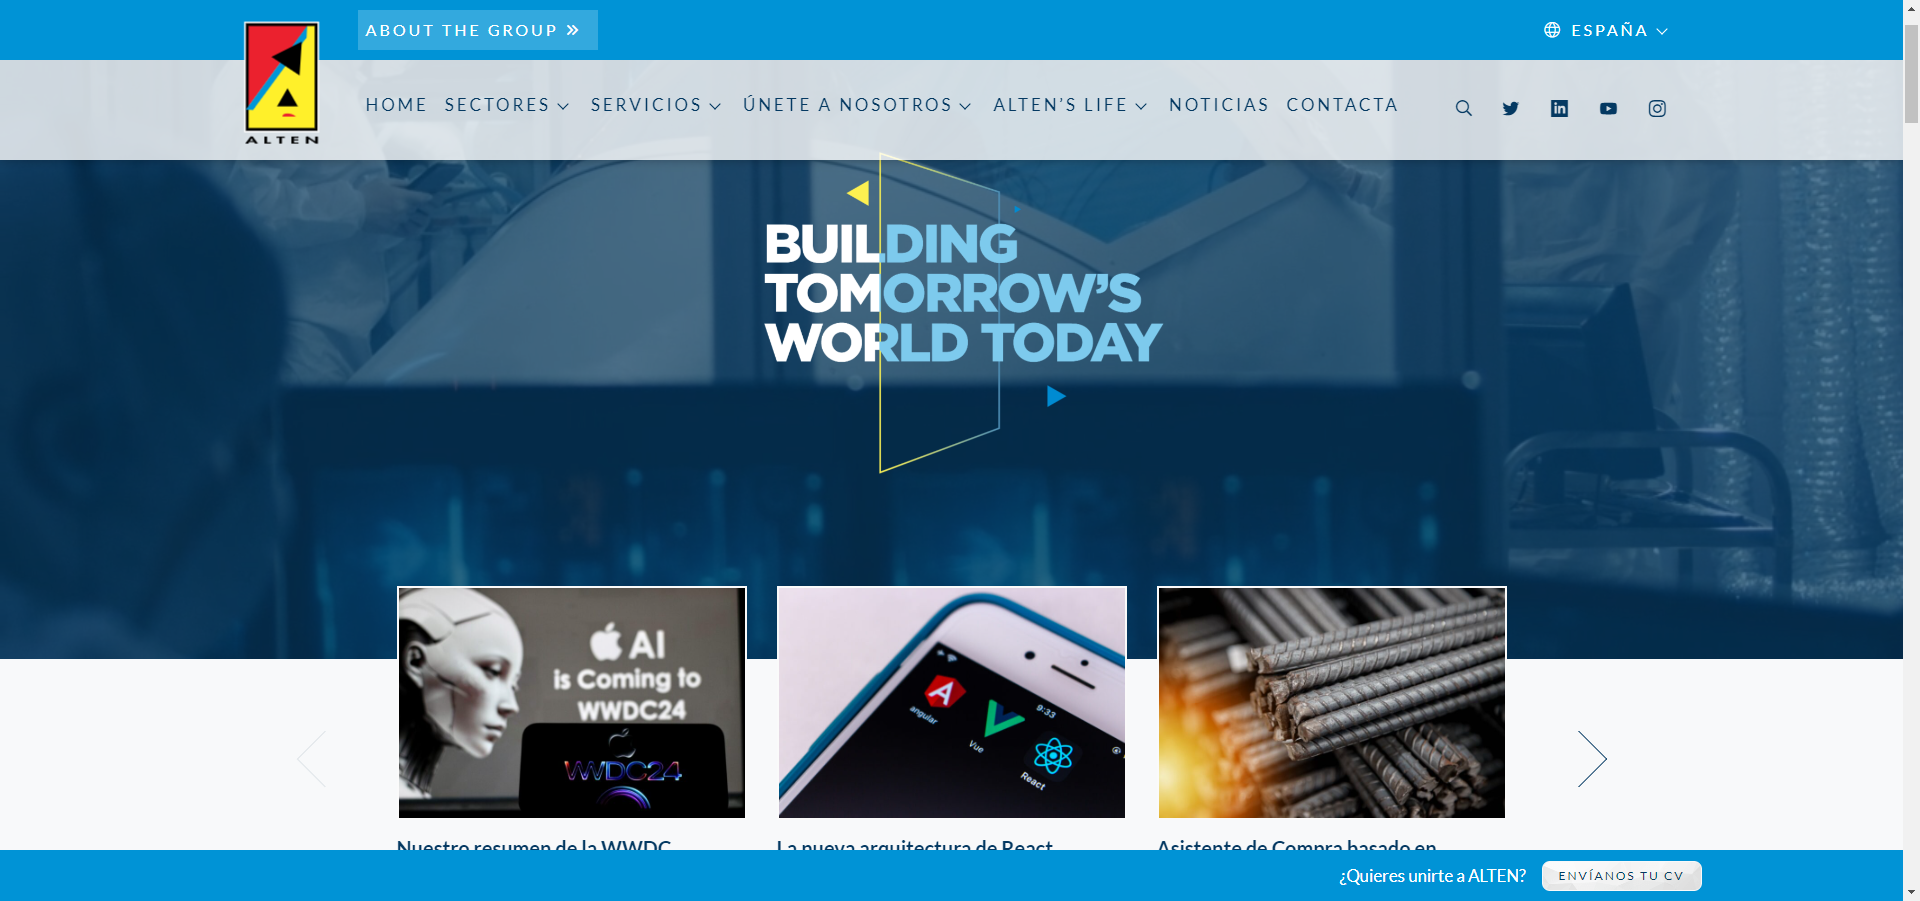 ABOUT THE GROUP »
ESPAÑA
ALTEN
HOME SECTORES SERVICIOS ÚNETE A NOSOTROS ALTEN'S LIFE NOTICIAS CONTACTA
BUILDING
TOMORROW'S
WORLD TODAY
AI
is Coming to
WWDC24
WWDC24
9:33
angular
Vue
React
Nuestro resumen de la WWDC
La nueva arquitectura de React
Asistente de Compra basado en
¿Quieres unirte a ALTEN?
ENVÍANOS TU CV